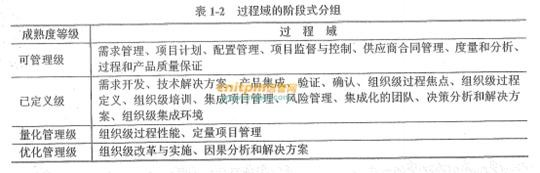 表 1-2 过程域的阶段式分组
成熟度等级 过 程 域
可管理级 需求管理、项目计划、配置管理、项目监督与控制、供应商合同管理、度量和分析、
过程和产品质量保证
已定义级 需求开发、技术解决方案、产品集成、验证、确认、组织级过程焦点、组织级过程
定义、组织级培训、集成项目管理、风险管理、集成化的团队、决策分析和解决方
案、组织级集成环境
量化管理级 组织级过程性能、定量项目管理
优化管理级 组织级改革与实施、因果分析和解决方案